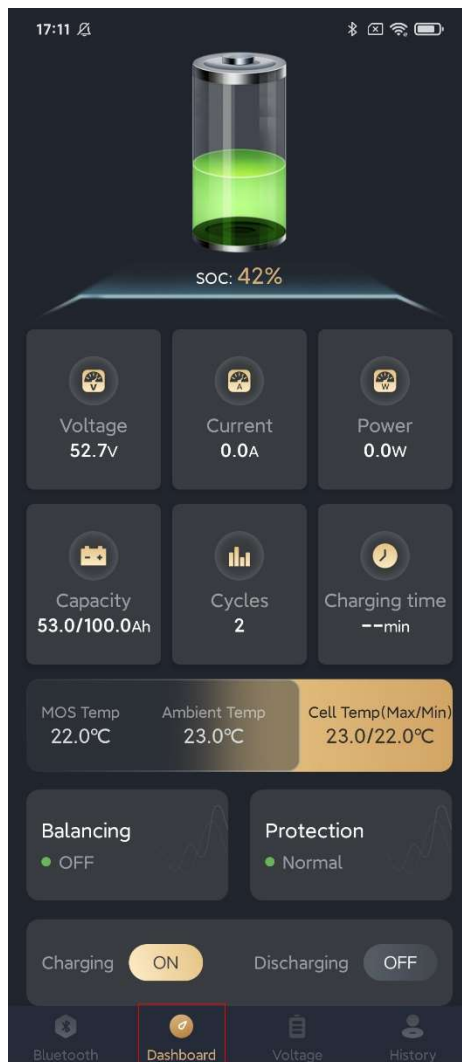 17:11
SOC: 42%
V
A
W
Voltage
Current
Power
52.7V
0.0A
0.0W
Capacity
Cycles
Charging time
53.0/100.0Ah
2
--min
MOS Temp
Ambient Temp
Cell Temp(Max/Min)
22.0℃
23.0℃
23.0/22.0℃
Balancing
Protection
OFF
Normal
Charging
ON
Discharging
OFF
Bluetooth
Dashboard
Voltage
History